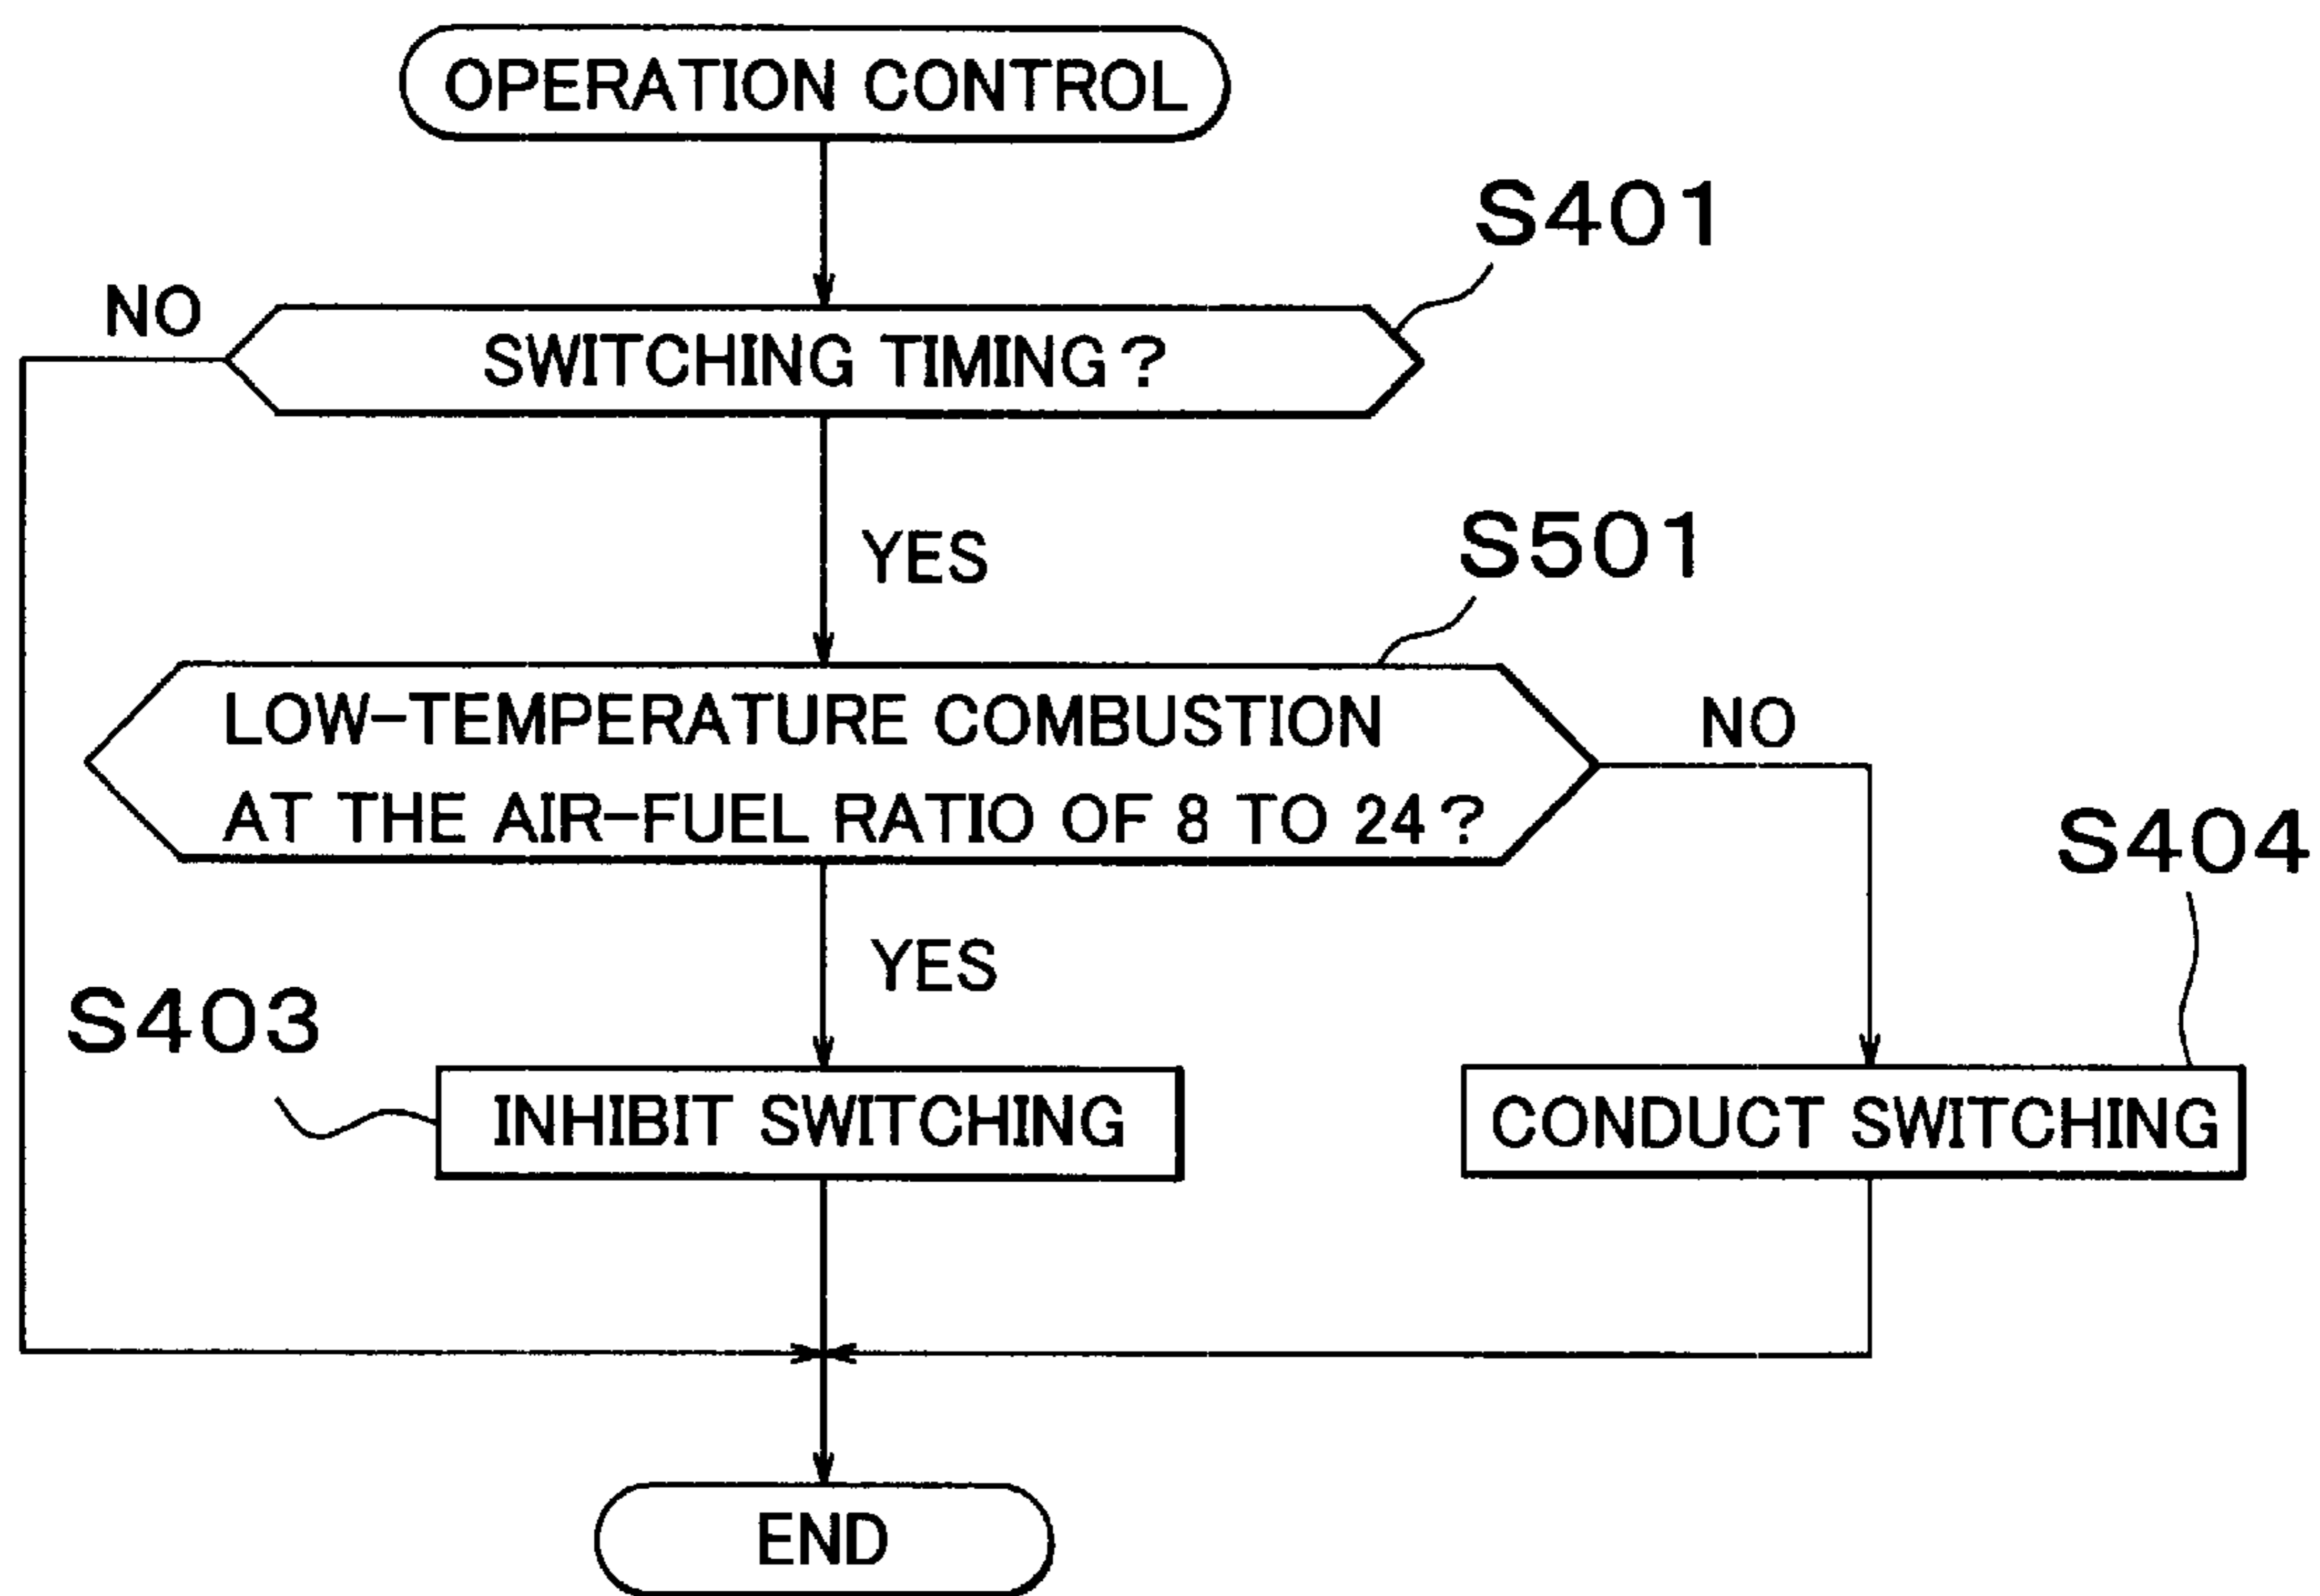 OPERATION CONTROL
S401
NO
SWITCHING TIMING?
YES
S501
LOW-TEMPERATURE COMBUSTION
AT THE AIR-FUEL RATIO OF 8 TO 24?
NO
S404
YES
S403
INHIBIT SWITCHING
CONDUCT SWITCHING
END